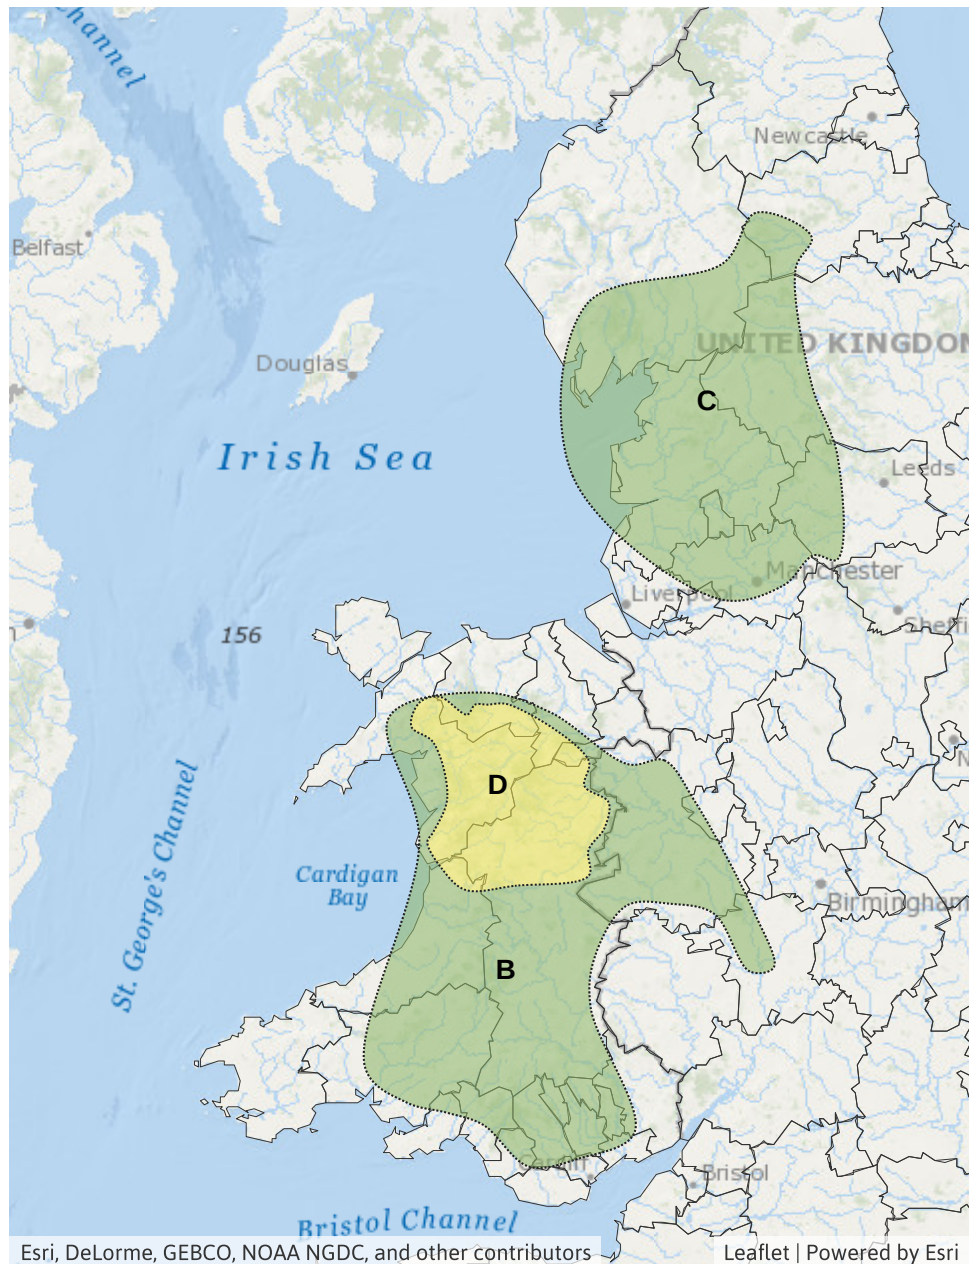 Channel
Newcastle
Belfast
UNITED KINGDOM
Douglas
C
Irish Sea
Leeds
Manchester
Liverpool
156
D
St. George's Channel
Cardigan
Bay
Birmingham
B
Cardiff
Bristol
Bristol Channel
Esri, DeLorme, GEBCO, NOAA NGDC, and other contributors
Leaflet | Powered by Esri